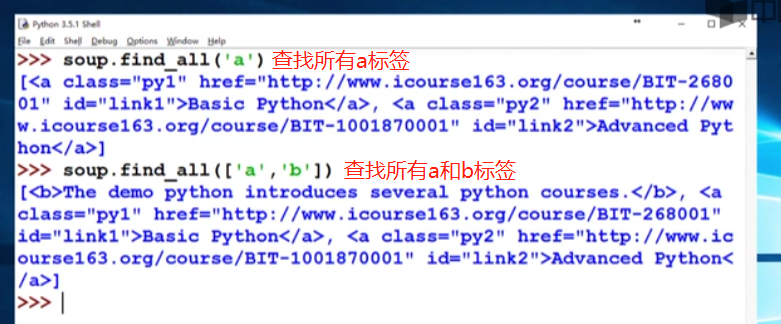 Python 3.5.1 Shell
File Edit Shell Debug Options Window Help
>>> soup.find_all('a') 查找所有a标签
[<a class="py1" href="http://www.icourse163.org/course/BIT-2680
01" id="link1">Basic Python</a>, <a class="py2" href="http://ww
w.icourse163.org/course/BIT-1001870001" id="link2">Advanced Pyt
hon</a>]
>>> soup.find_all(['a','b']) 查找所有a和b标签
[<b>The demo python introduces several python courses.</b>, <a
class="py1" href="http://www.icourse163.org/course/BIT-268001"
id="link1">Basic Python</a>, <a class="py2" href="http://www.ic
ourse163.org/course/BIT-1001870001" id="link2">Advanced Python<
/a>]
>>>